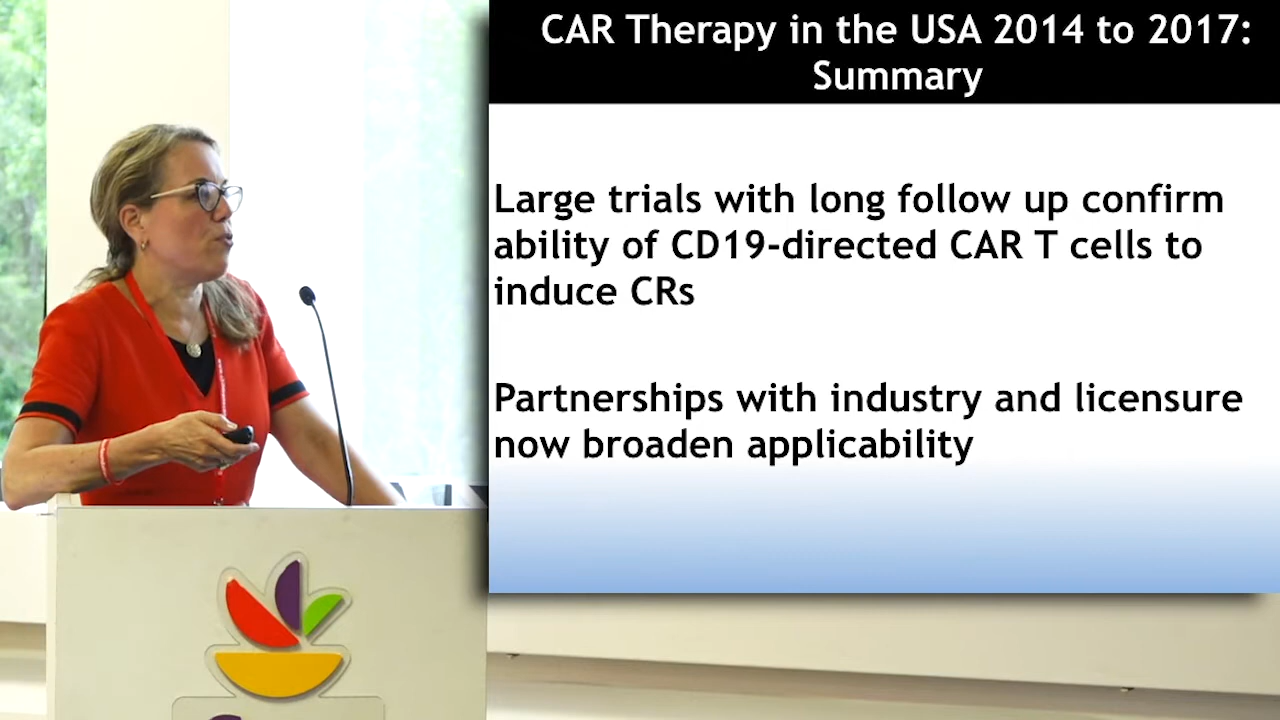 CAR Therapy in the USA 2014 to 2017:
Summary
Large trials with long follow up confirm
ability of CD19-directed CAR T cells to
induce CRs
Partnerships with industry and licensure
now broaden applicability